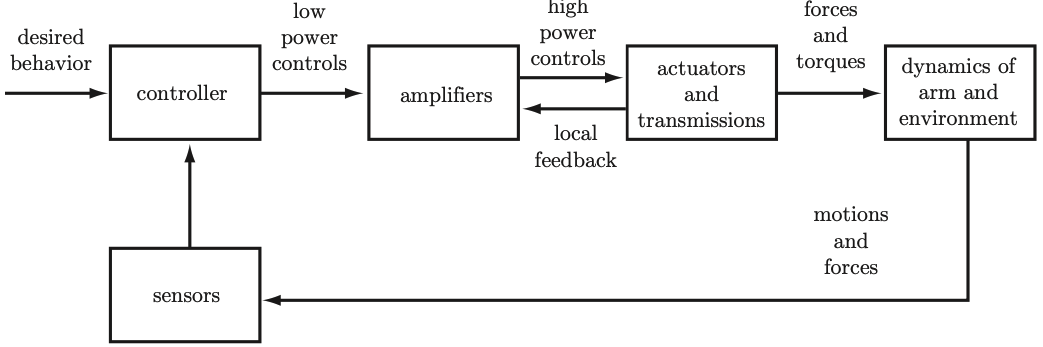 desired
behavior
controller
low
power
controls
amplifiers
high
power
controls
local
feedback
actuators
and
transmissions
forces
and
torques
dynamics of
arm and
environment
motions
and
forces
sensors